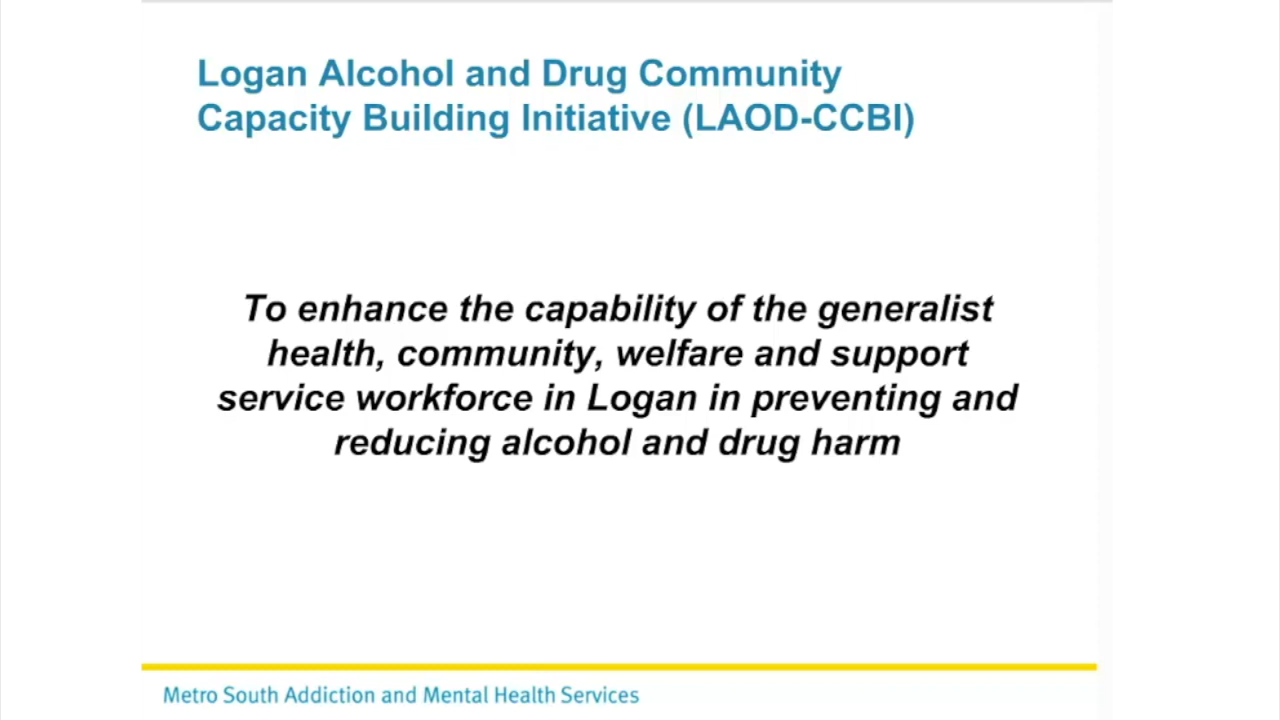 Logan Alcohol and Drug Community
Capacity Building Initiative (LAOD-CCBI)
To enhance the capability of the generalist
health, community, welfare and support
service workforce in Logan in preventing and
reducing alcohol and drug harm
Metro South Addiction and Mental Health Services